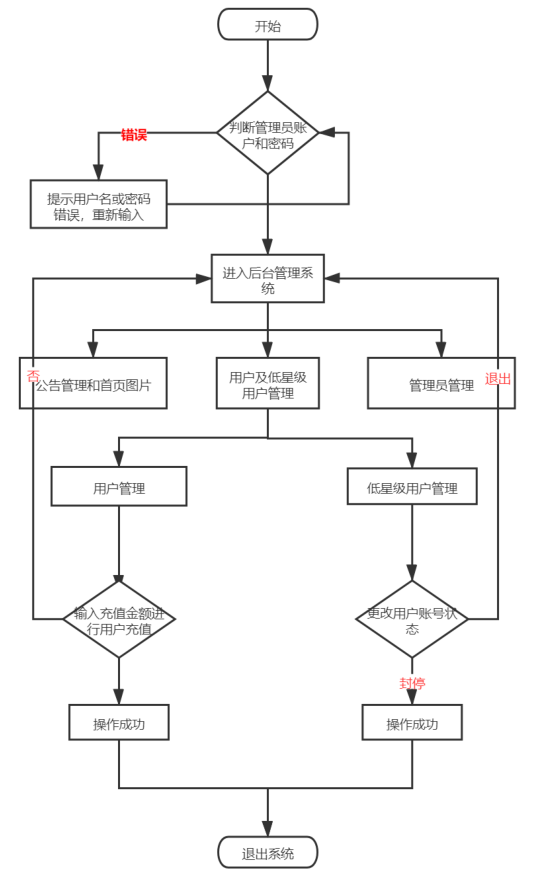 开始
判断管理员账
户和密码
错误
提示用户名或密码
错误，重新输入
进入后台管理系
统
否
公告管理和首页图片
用户及低星级
用户管理
管理员管理
退出
用户管理
低星级用户管理
输入充值金额进
行用户充值
更改用户账号状
态
封停
操作成功
操作成功
退出系统